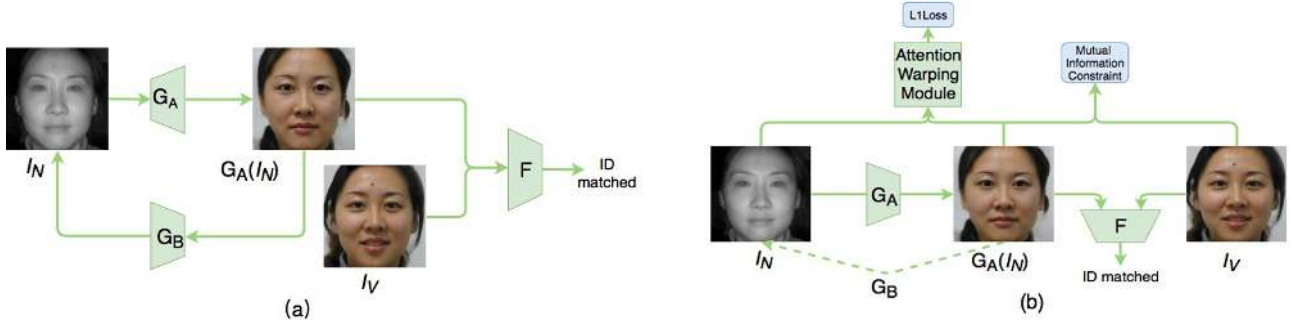 G_A
I_N
G_A(I_N)
F
ID
matched
G_B
I_V
(a)
L1Loss
Attention
Warping
Module
Mutual
Information
Constraint
G_A
F
I_N
G_A(I_N)
ID matched
I_V
G_B
(b)